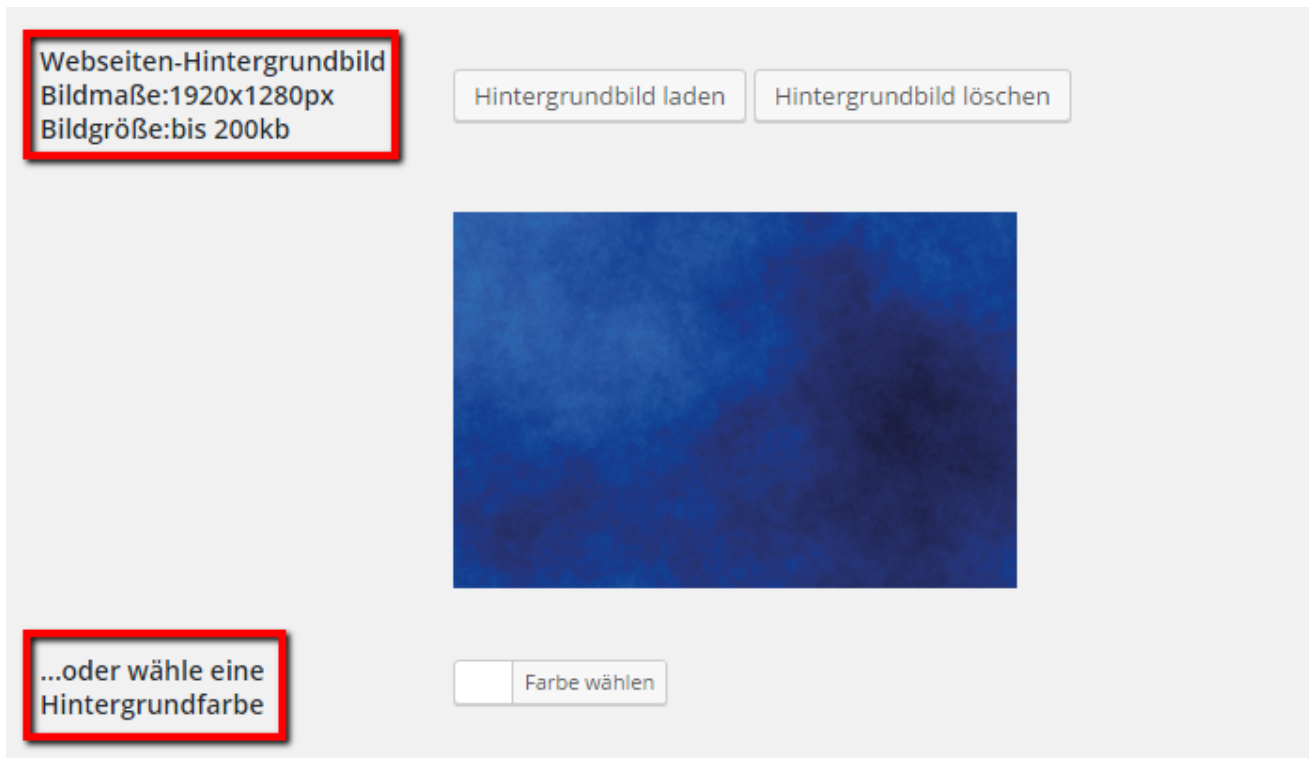 Webseiten-Hintergrundbild
Bildmaße:1920x1280px
Bildgröße:bis 200kb
Hintergrundbild laden
Hintergrundbild löschen
...oder wähle eine
Hintergrundfarbe
Farbe wählen